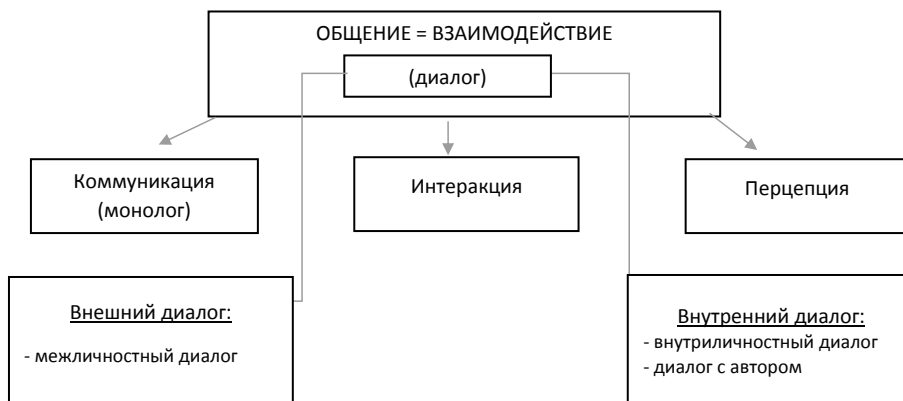 ОБЩЕНИЕ = ВЗАИМОДЕЙСТВИЕ
(диалог)
Коммуникация
(монолог)
Интеракция
Перцепция
Внешний диалог:
- межличностный диалог
Внутренний диалог:
- внутриличностный диалог
- диалог с автором